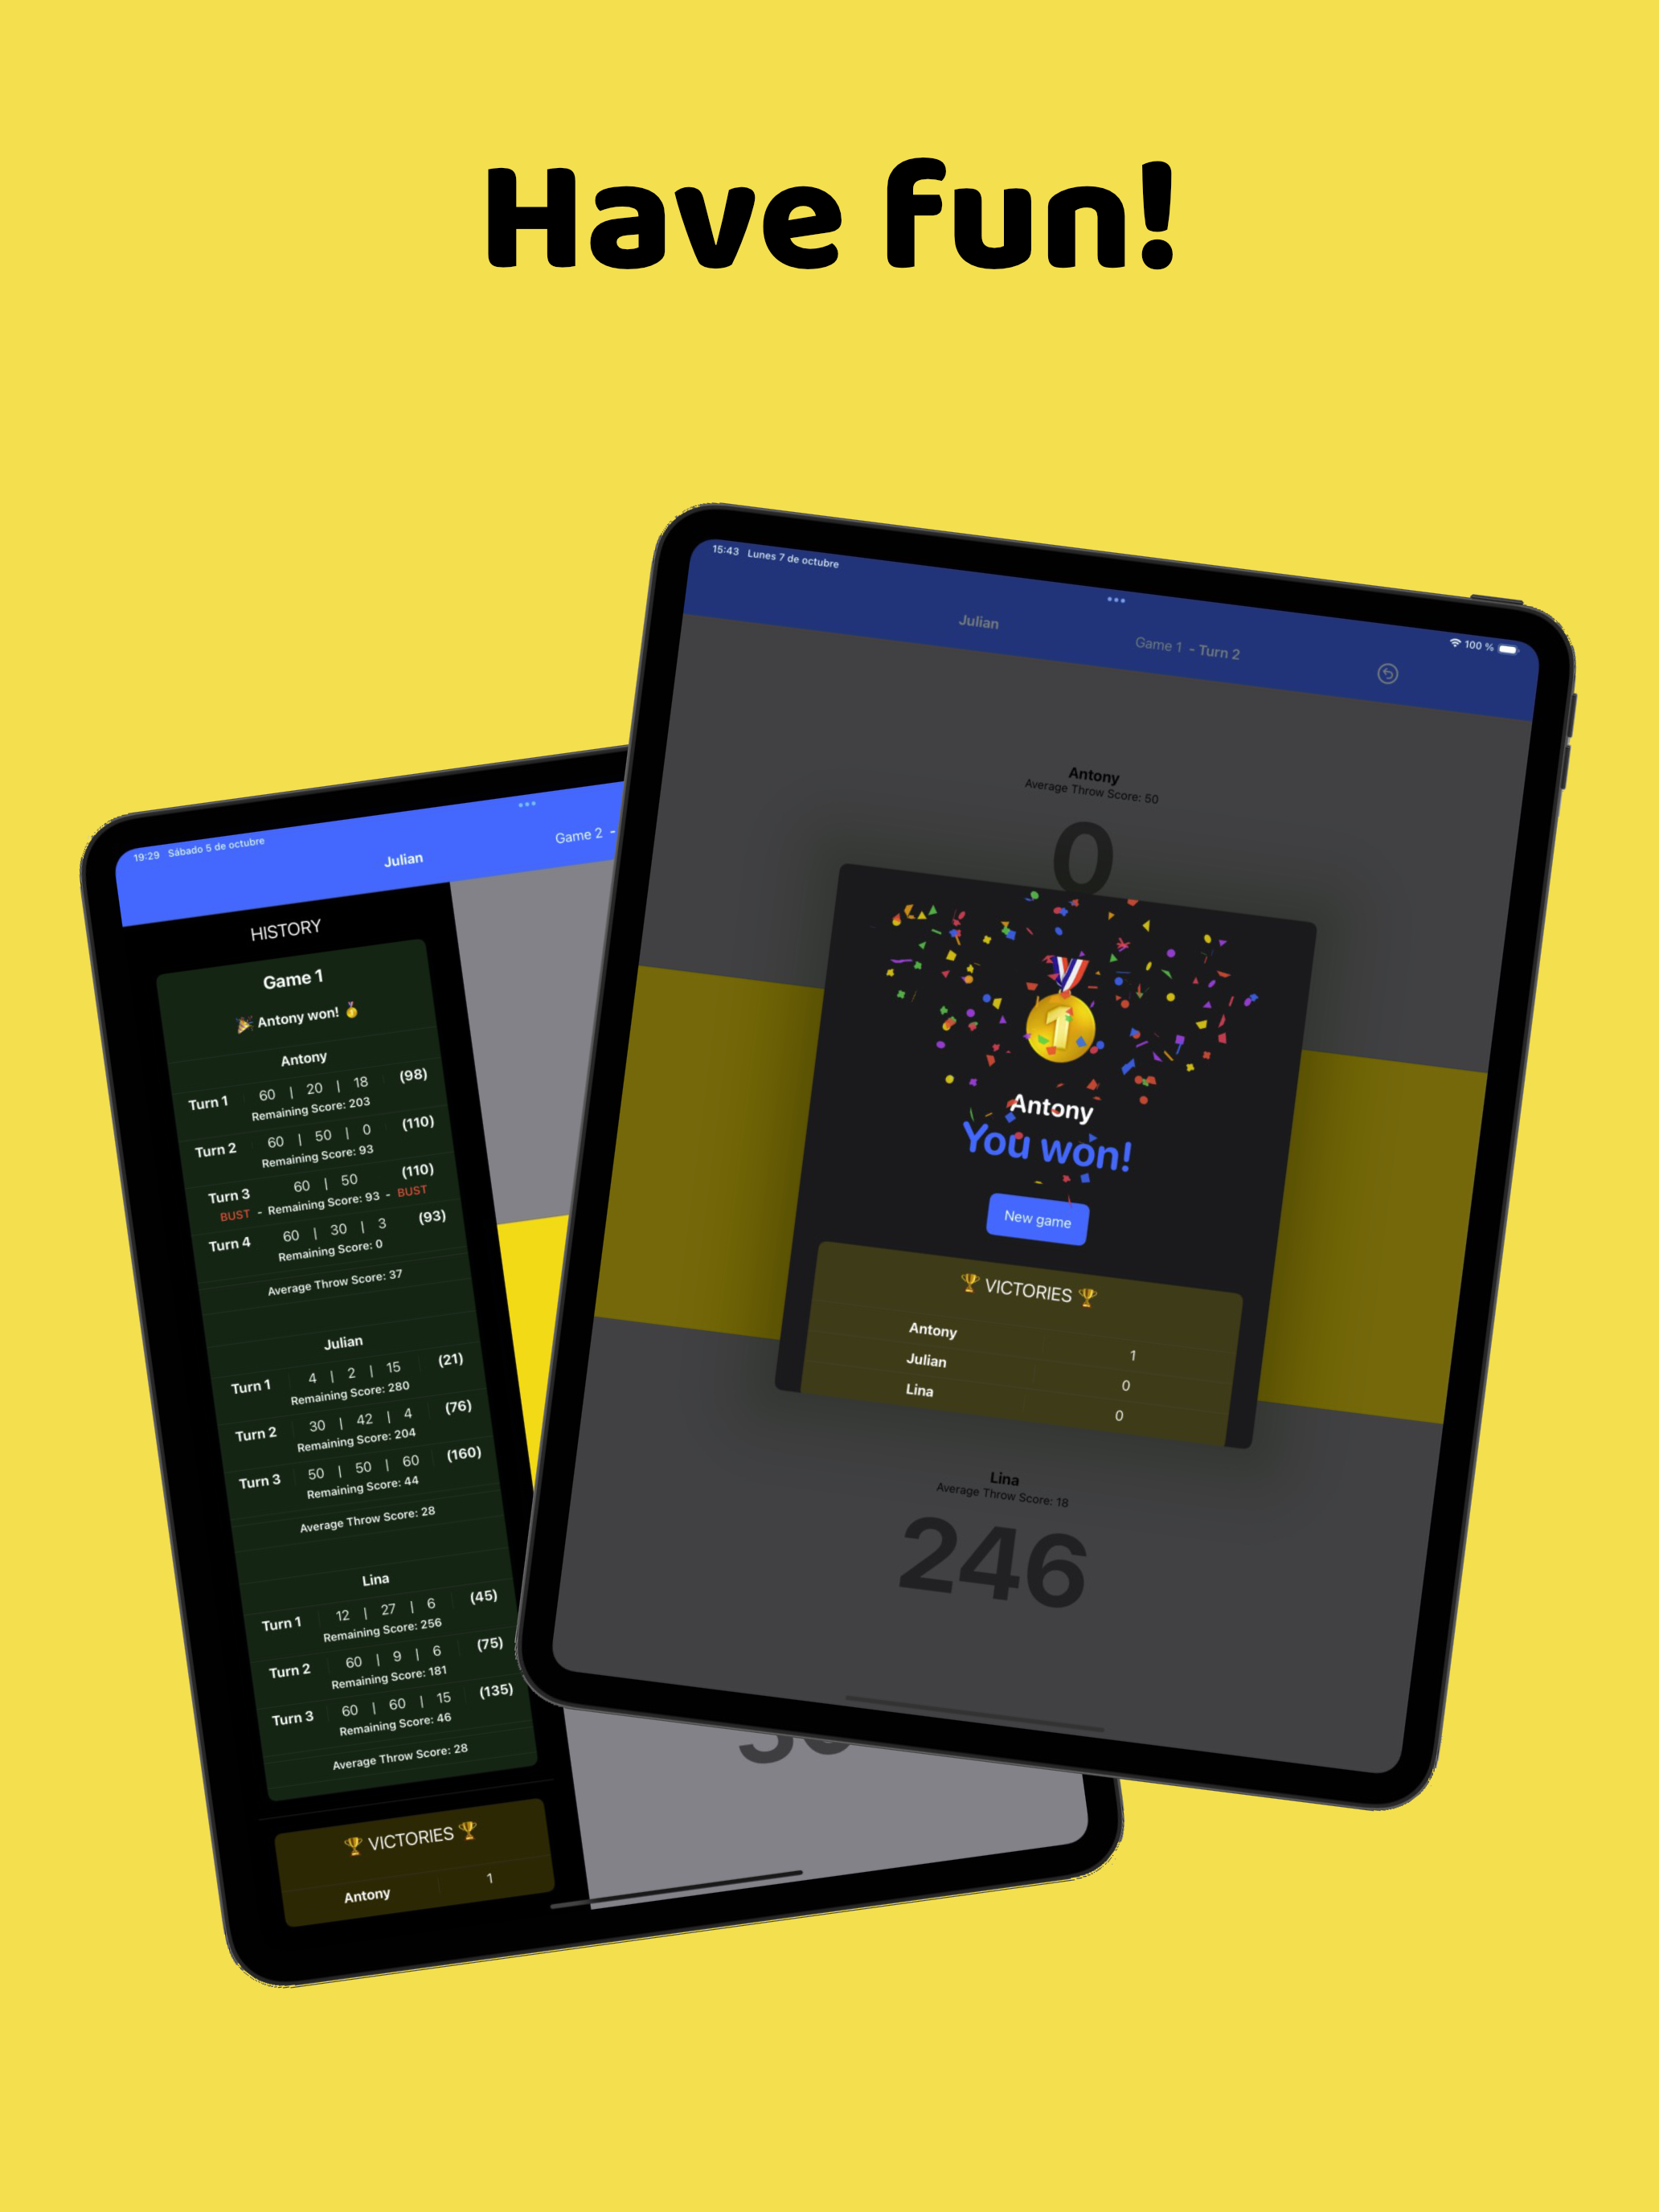 Have fun!
19:29 Sábado 5 de octubre
Julian
Game 2 -
HISTORY
Game 1
🎉 Antony won! 🥇
Antony
Turn 1 60 | 20 | 18 (98)
Remaining Score: 203
Turn 2 60 | 50 | 0 (110)
Remaining Score: 93
Turn 3 60 | 50 (110)
BUST - Remaining Score: 93 - BUST
Turn 4 60 | 30 | 3 (93)
Remaining Score: 0
Average Throw Score: 37
Julian
Turn 1 4 | 2 | 15 (21)
Remaining Score: 280
Turn 2 30 | 42 | 4 (76)
Remaining Score: 204
Turn 3 50 | 50 | 60 (160)
Remaining Score: 44
Average Throw Score: 28
Lina
Turn 1 12 | 27 | 6 (45)
Remaining Score: 256
Turn 2 60 | 9 | 6 (75)
Remaining Score: 181
Turn 3 60 | 60 | 15 (135)
Remaining Score: 46
Average Throw Score: 28
🏆 VICTORIES 🏆
Antony 1
15:43 Lunes 7 de octubre
100 %
Julian
Game 1 - Turn 2
Antony
Average Throw Score: 50
0
1
Antony
You won!
New game
🏆 VICTORIES 🏆
Antony 1
Julian 0
Lina 0
Lina
Average Throw Score: 18
246